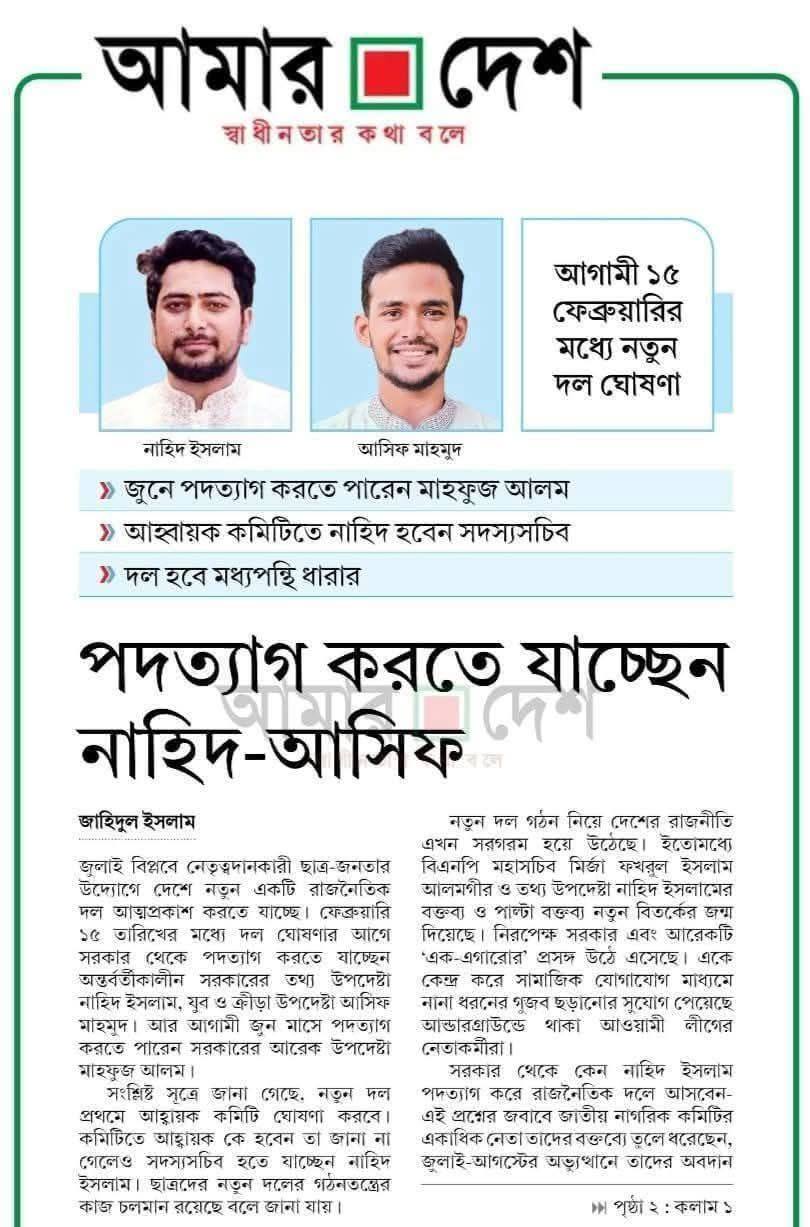 আমার দেশ
স্বাধীনতার কথা বলে
আগামী ১৫
ফেব্রুয়ারির
মধ্যে নতুন
দল ঘোষণা
নাহিদ ইসলাম
আসিফ মাহমুদ
জুনে পদত্যাগ করতে পারেন মাহফুজ আলম
আহ্বায়ক কমিটিতে নাহিদ হবেন সদস্যসচিব
দল হবে মধ্যপন্থি ধারার
পদত্যাগ করতে যাচ্ছেন
নাহিদ-আসিফ
আমার দেশ
স্বাধীনতার কথা বলে
জাহিদুল ইসলাম
জুলাই বিপ্লবে নেতৃত্বদানকারী ছাত্র-জনতার
উদ্যোগে দেশে নতুন একটি রাজনৈতিক
দল আত্মপ্রকাশ করতে যাচ্ছে। ফেব্রুয়ারি
১৫ তারিখের মধ্যে দল ঘোষণার আগে
সরকার থেকে পদত্যাগ করতে যাচ্ছেন
অন্তর্বর্তীকালীন সরকারের তথ্য উপদেষ্টা
নাহিদ ইসলাম, যুব ও ক্রীড়া উপদেষ্টা আসিফ
মাহমুদ। আর আগামী জুন মাসে পদত্যাগ
করতে পারেন সরকারের আরেক উপদেষ্টা
মাহফুজ আলম।
সংশ্লিষ্ট সূত্রে জানা গেছে, নতুন দল
প্রথমে আহ্বায়ক কমিটি ঘোষণা করবে।
কমিটিতে আহ্বায়ক কে হবেন তা জানা না
গেলেও সদস্যসচিব হতে যাচ্ছেন নাহিদ
ইসলাম। ছাত্রদের নতুন দলের গঠনতন্ত্রের
কাজ চলমান রয়েছে বলে জানা যায়।
নতুন দল গঠন নিয়ে দেশের রাজনীতি
এখন সরগরম হয়ে উঠেছে। ইতোমধ্যে
বিএনপি মহাসচিব মির্জা ফখরুল ইসলাম
আলমগীর ও তথ্য উপদেষ্টা নাহিদ ইসলামের
বক্তব্য ও পাল্টা বক্তব্য নতুন বিতর্কের জন্ম
দিয়েছে। নিরপেক্ষ সরকার এবং আরেকটি
‘এক-এগারোর’ প্রসঙ্গ উঠে এসেছে। একে
কেন্দ্র করে সামাজিক যোগাযোগ মাধ্যমে
নানা ধরনের গুজব ছড়ানোর সুযোগ পেয়েছে
আন্ডারগ্রাউন্ডে থাকা আওয়ামী লীগের
নেতাকর্মীরা।
সরকার থেকে কেন নাহিদ ইসলাম
পদত্যাগ করে রাজনৈতিক দলে আসবেন-
এই প্রশ্নের জবাবে জাতীয় নাগরিক কমিটির
একাধিক নেতা তাদের বক্তব্যে তুলে ধরেছেন,
জুলাই-আগস্টের অভ্যুত্থানে তাদের অবদান
পৃষ্ঠা ২ : কলাম ১